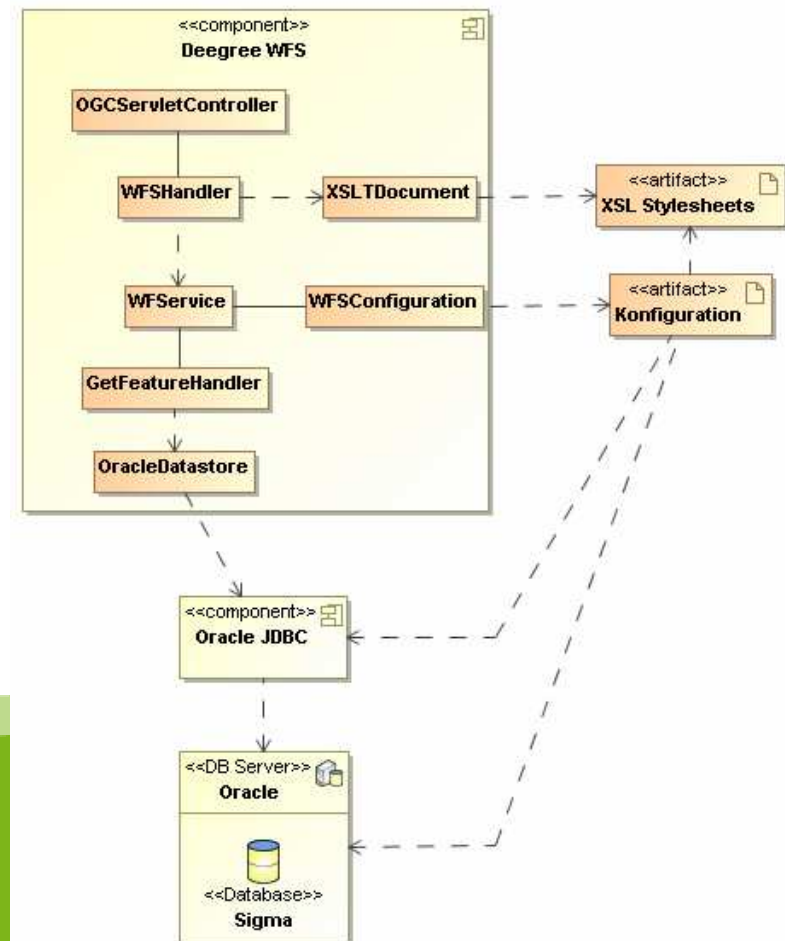 <<component>>
Deegree WFS
OGCServletController
WFSHandler
XSLTDocument
<<artifact>>
XSL Stylesheets
WFService
WFSConfiguration
<<artifact>>
Konfiguration
GetFeatureHandler
OracleDatastore
<<component>>
Oracle JDBC
<<DB Server>>
Oracle
<<Database>>
Sigma